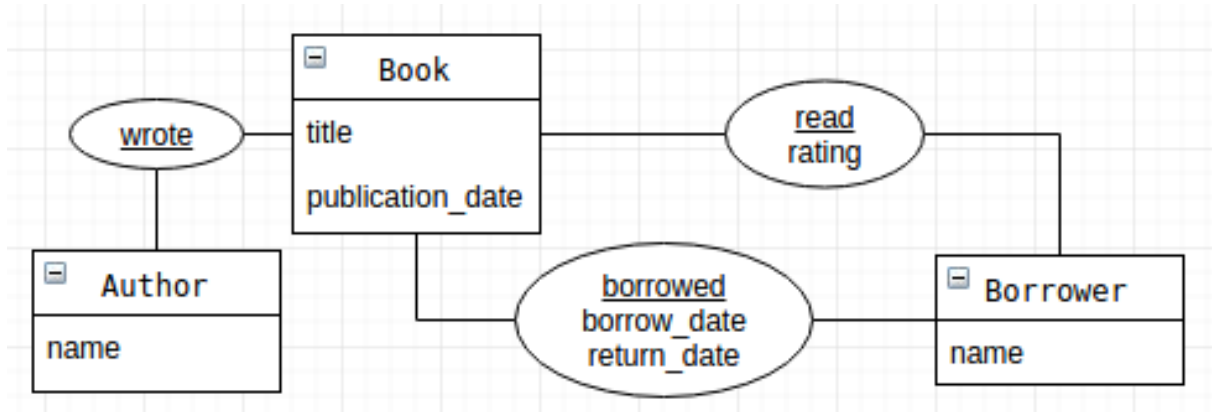 Book
title
publication_date
wrote
Author
name
read
rating
borrowed
borrow_date
return_date
Borrower
name